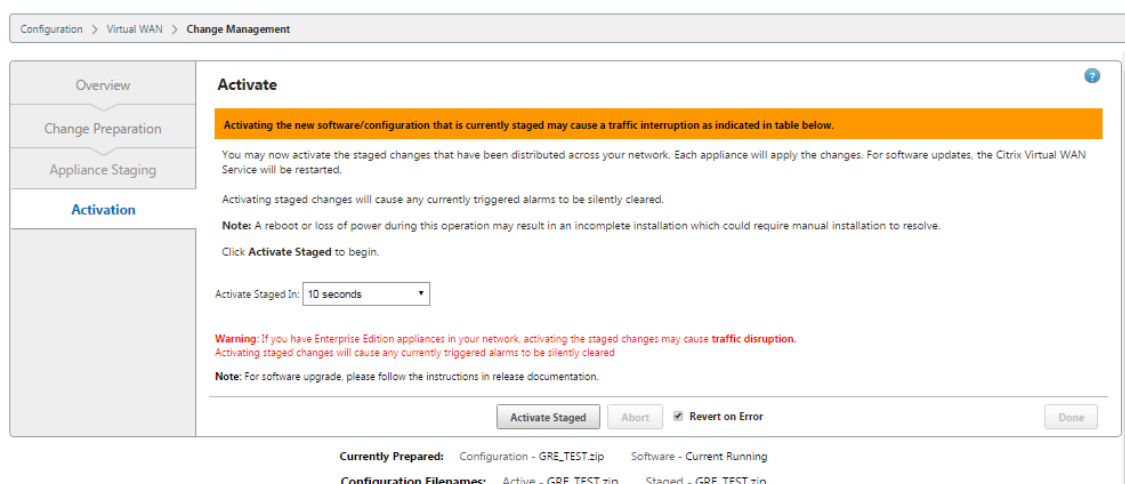 Configuration > Virtual WAN > Change Management
Overview
Change Preparation
Appliance Staging
Activation
Activate
?
Activating the new software/configuration that is currently staged may cause a traffic interruption as indicated in table below.
You may now activate the staged changes that have been distributed across your network. Each appliance will apply the changes. For software updates, the Citrix Virtual WAN
Service will be restarted.
Activating staged changes will cause any currently triggered alarms to be silently cleared.
Note: A reboot or loss of power during this operation may result in an incomplete installation which could require manual installation to resolve.
Click Activate Staged to begin.
Activate Staged In: 10 seconds
Warning: If you have Enterprise Edition appliances in your network, activating the staged changes may cause traffic disruption.
Activating staged changes will cause any currently triggered alarms to be silently cleared
Note: For software upgrade, please follow the instructions in release documentation.
Activate Staged Abort Revert on Error Done
Currently Prepared: Configuration - GRE_TEST.zip Software - Current Running
Configuration Filenames: Active - GRE_TEST.zip Staged - GRE_TEST.zip